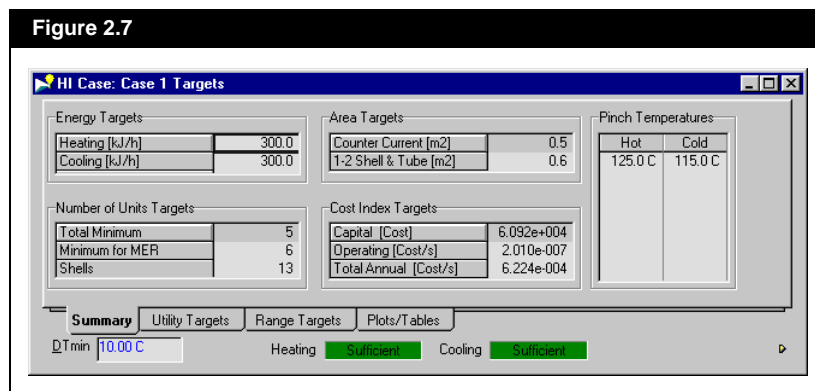 Figure 2.7
HI Case: Case 1 Targets
Energy Targets
Heating [kJ/h] 300.0
Cooling [kJ/h] 300.0
Area Targets
Counter Current [m2] 0.5
1-2 Shell & Tube [m2] 0.6
Pinch Temperatures
Hot Cold
125.0 C 115.0 C
Number of Units Targets
Total Minimum 5
Minimum for MER 6
Shells 13
Cost Index Targets
Capital [Cost] 6.092e+004
Operating [Cost/s] 2.010e-007
Total Annual [Cost/s] 6.224e-004
Summary Utility Targets Range Targets Plots/Tables
DTmin 10.00 C Heating Sufficient Cooling Sufficient